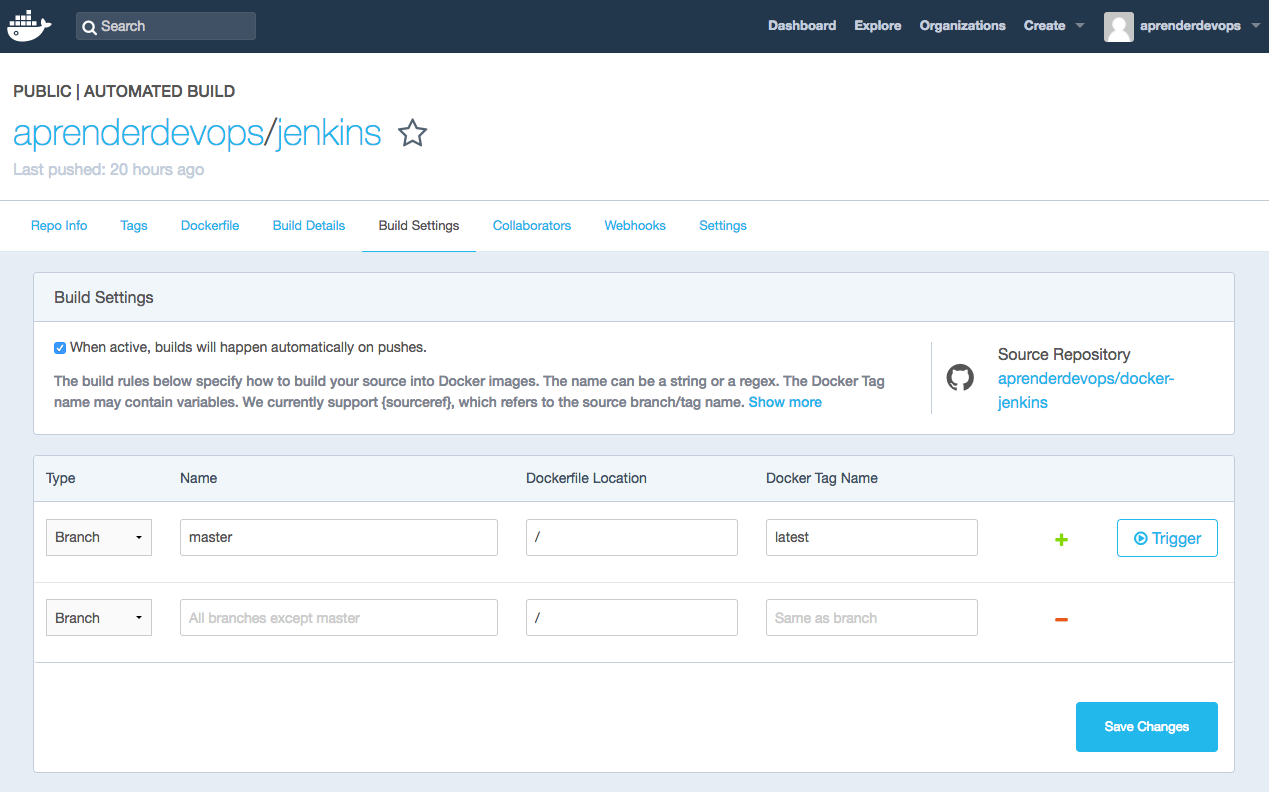 Search
Dashboard Explore Organizations Create aprenderdevops
PUBLIC | AUTOMATED BUILD
aprenderdevops/jenkins
Last pushed: 20 hours ago
Repo Info Tags Dockerfile Build Details Build Settings Collaborators Webhooks Settings
Build Settings
When active, builds will happen automatically on pushes.
The build rules below specify how to build your source into Docker images. The name can be a string or a regex. The Docker Tag
name may contain variables. We currently support {sourceref}, which refers to the source branch/tag name. Show more
Source Repository
aprenderdevops/docker-
jenkins
Type Name Dockerfile Location Docker Tag Name
Branch master / latest Trigger
Branch All branches except master / Same as branch
Save Changes